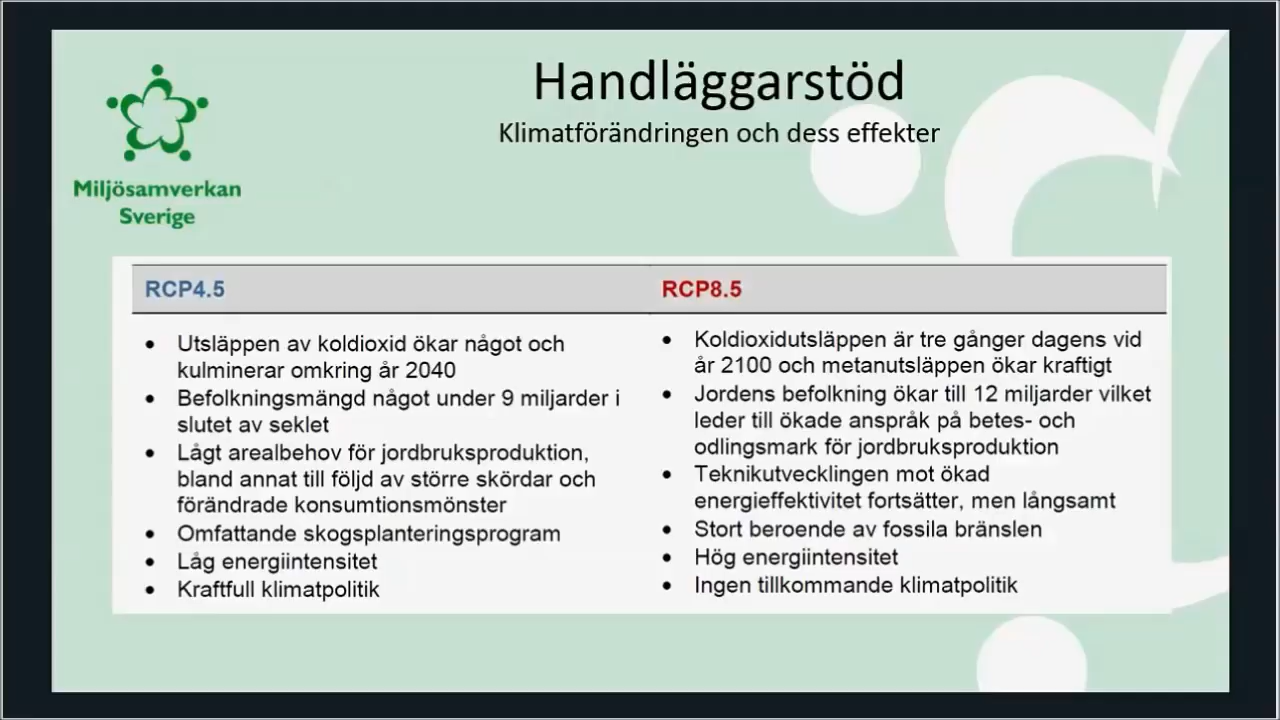 Handläggarstöd
Klimatförändringen och dess effekter
Miljösamverkan
Sverige
RCP4.5
• Utsläppen av koldioxid ökar något och
kulminerar omkring år 2040
• Befolkningsmängd något under 9 miljarder i
slutet av seklet
• Lågt arealbehov för jordbruksproduktion,
bland annat till följd av större skördar och
förändrade konsumtionsmönster
• Omfattande skogsplanteringsprogram
• Låg energiintensitet
• Kraftfull klimatpolitik
RCP8.5
• Koldioxidutsläppen är tre gånger dagens vid
år 2100 och metanutsläppen ökar kraftigt
• Jordens befolkning ökar till 12 miljarder vilket
leder till ökade anspråk på betes- och
odlingsmark för jordbruksproduktion
• Teknikutvecklingen mot ökad
energieffektivitet fortsätter, men långsamt
• Stort beroende av fossila bränslen
• Hög energiintensitet
• Ingen tillkommande klimatpolitik